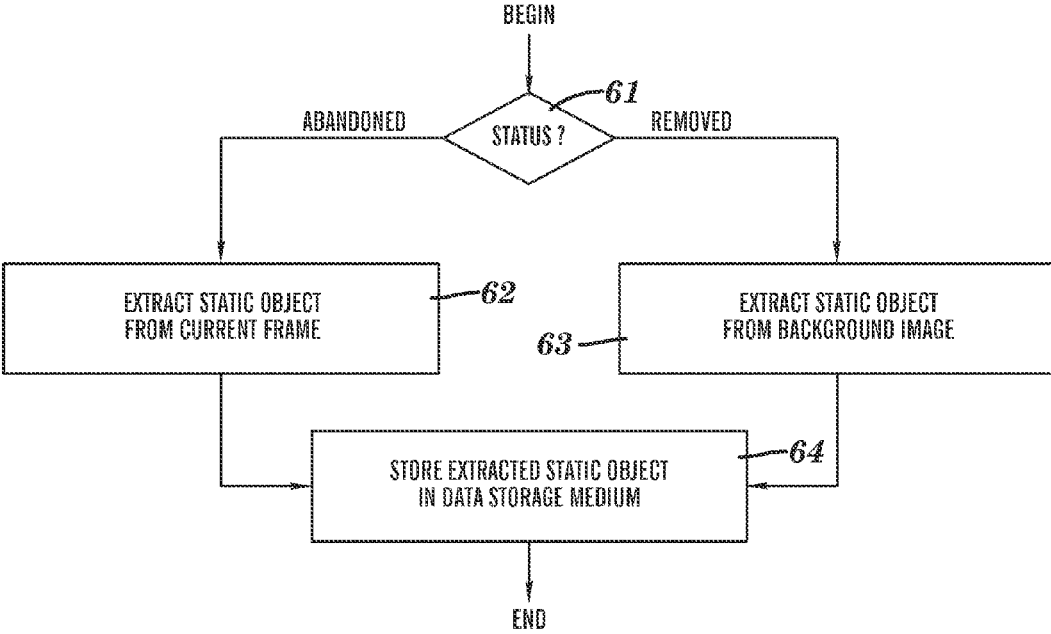 BEGIN
61
ABANDONED
STATUS ?
REMOVED
EXTRACT STATIC OBJECT
FROM CURRENT FRAME
62
EXTRACT STATIC OBJECT
FROM BACKGROUND IMAGE
63
STORE EXTRACTED STATIC OBJECT
IN DATA STORAGE MEDIUM
64
END